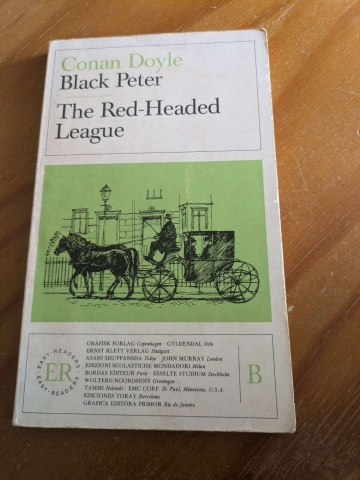 Conan Doyle
Black Peter
The Red-Headed
League
EASY READERS
ER
EASY READERS
GRAFISK FORLAG Copenhagen · GYLDENDAL Oslo
ERNST KLETT VERLAG Stuttgart
ASAHI SHUPPANSHA Tokyo · JOHN MURRAY London
EDIZIONI SCOLASTICHE MONDADORI Milan
BORDAS EDITEUR Paris · ESSELTE STUDIUM Stockholm
WOLTERS/NOORDHOFF Groningen
TAMMI Helsinki · EMC CORP. St. Paul, Minnesota, U.S.A.
EDICIONES TORAY, Barcelona
GRAFICA EDITÔRA PRIMOR Rio de Janeiro
B